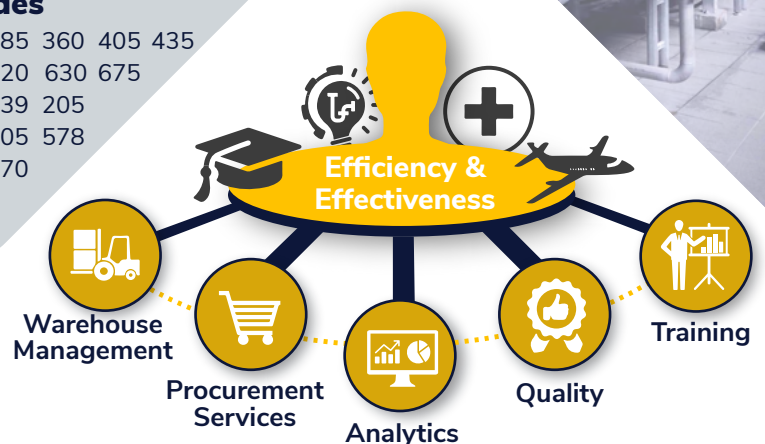 85 360 405 435
20 630 675
39 205
05 578
70
Efficiency &
Effectiveness
Warehouse
Management
Procurement
Services
Analytics
Quality
Training